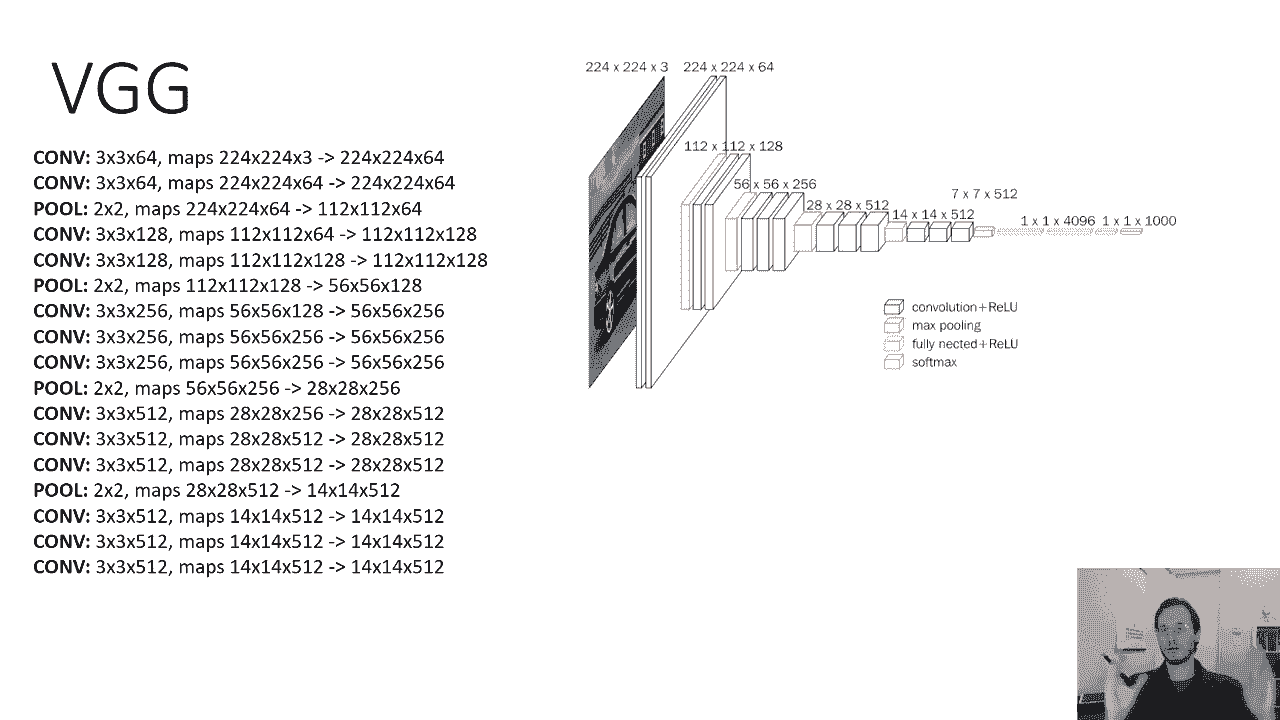 VGG
CONV: 3x3x64, maps 224x224x3 -> 224x224x64
CONV: 3x3x64, maps 224x224x64 -> 224x224x64
POOL: 2x2, maps 224x224x64 -> 112x112x64
CONV: 3x3x128, maps 112x112x64 -> 112x112x128
CONV: 3x3x128, maps 112x112x128 -> 112x112x128
POOL: 2x2, maps 112x112x128 -> 56x56x128
CONV: 3x3x256, maps 56x56x128 -> 56x56x256
CONV: 3x3x256, maps 56x56x256 -> 56x56x256
CONV: 3x3x256, maps 56x56x256 -> 56x56x256
POOL: 2x2, maps 56x56x256 -> 28x28x256
CONV: 3x3x512, maps 28x28x256 -> 28x28x512
CONV: 3x3x512, maps 28x28x512 -> 28x28x512
CONV: 3x3x512, maps 28x28x512 -> 28x28x512
POOL: 2x2, maps 28x28x512 -> 14x14x512
CONV: 3x3x512, maps 14x14x512 -> 14x14x512
CONV: 3x3x512, maps 14x14x512 -> 14x14x512
CONV: 3x3x512, maps 14x14x512 -> 14x14x512
224 x 224 x 3 224 x 224 x 64
112 x 112 x 128
56 x 56 x 256
28 x 28 x 512
14 x 14 x 512
7 x 7 x 512
1 x 1 x 4096 1 x 1 x 1000
convolution+ReLU
max pooling
fully nected+ReLU
softmax